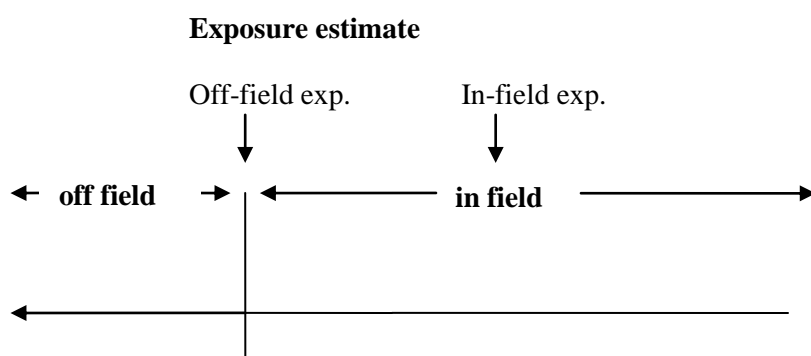 Exposure estimate
Off-field exp. In-field exp.
off field in field